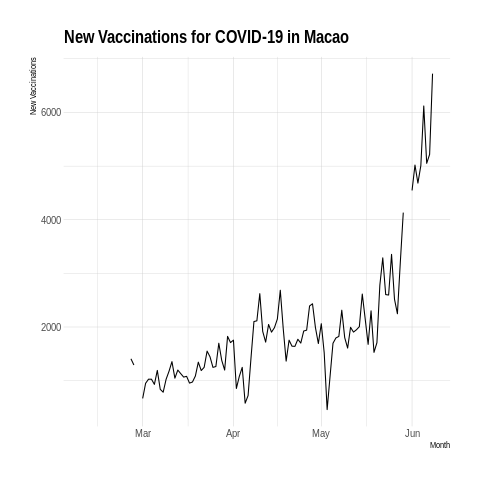 New Vaccinations for COVID-19 in Macao
New Vaccinations
6000
4000
2000
Mar
Apr
May
Jun
Month